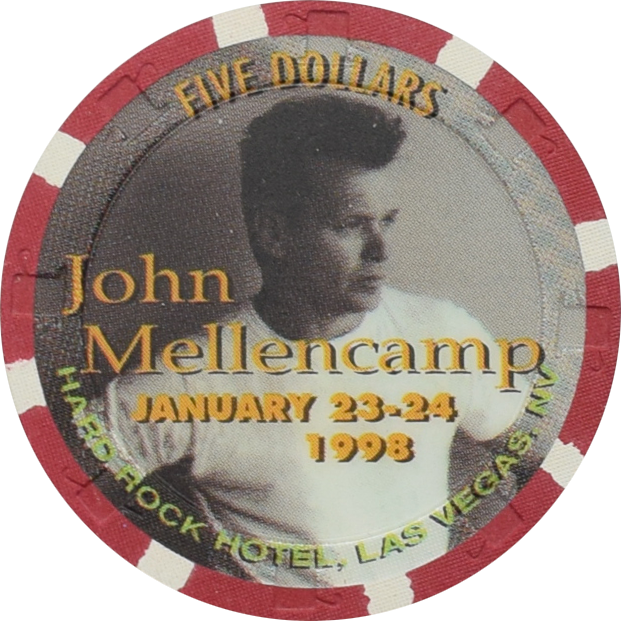 FIVE DOLLARS
John
Mellencamp
JANUARY 23-24
1998
HARD ROCK HOTEL, LAS VEGAS, NV